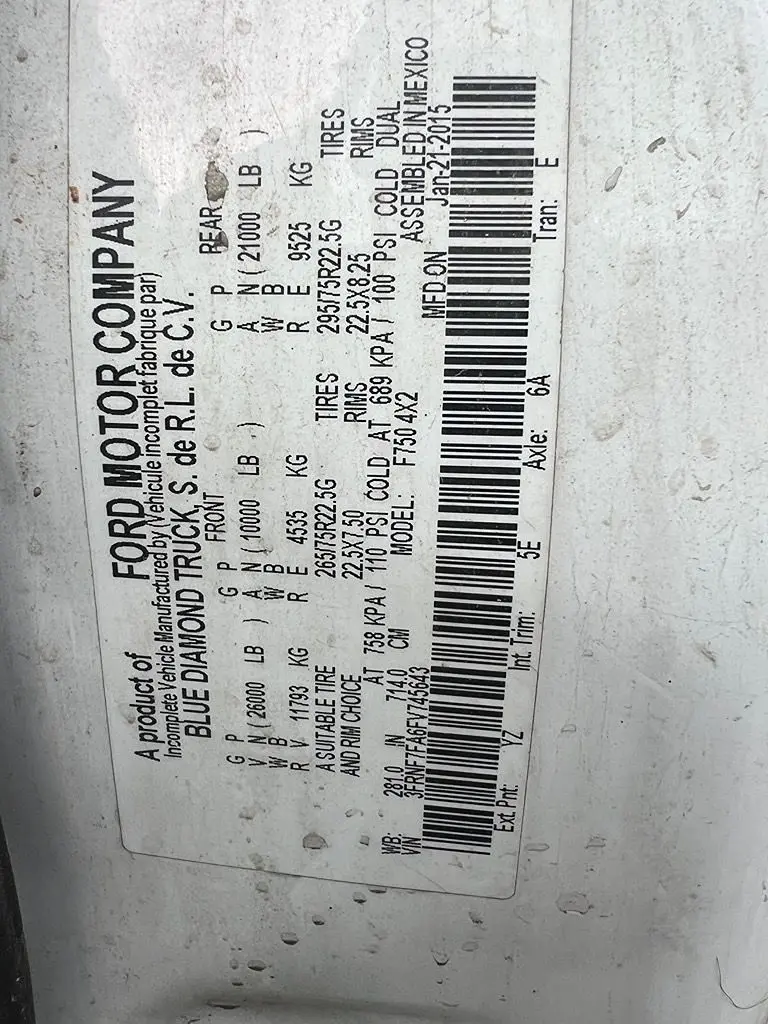 A product of FORD MOTOR COMPANY
Incomplete Vehicle Manufactured by (Vehicule incomplet fabrique par)
BLUE DIAMOND TRUCK, S. de R.L. de C.V.
FRONT REAR
G P G P G P
V N ( 26000 LB ) A N ( 10000 LB ) A N ( 21000 LB )
W B W B W B
R V 11793 KG R E 4535 KG R E 9525 KG
A SUITABLE TIRE 265/75R22.5G TIRES 295/75R22.5G TIRES
AND RIM CHOICE 22.5X7.50 RIMS 22.5X8.25 RIMS
AT 758 KPA / 110 PSI COLD AT 689 KPA / 100 PSI COLD DUAL
WB: 281.0 IN 714.0 CM MODEL: F750 4X2 ASSEMBLED IN MEXICO
VIN 3FRNF7FA6FV745643 MFD ON Jan-21-2015
Ext. Pnt: YZ Int. Trim: 5E Axle: 6A Tran: E